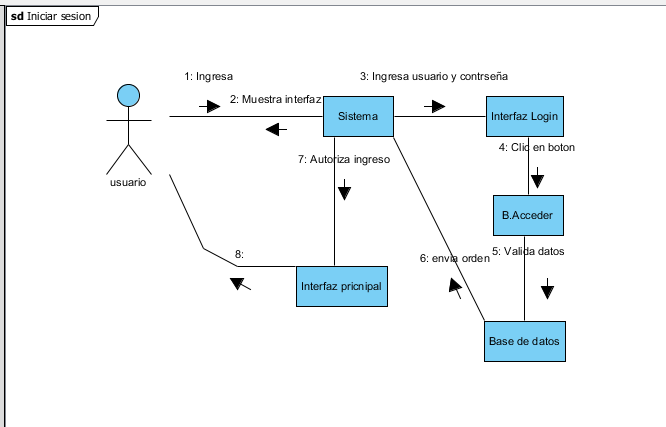 sd Iniciar sesion
1: Ingresa
3: Ingresa usuario y contrseña
2: Muestra interfaz
Sistema
Interfaz Login
4: Clic en boton
7: Autoriza ingreso
usuario
B.Acceder
8:
6: envia orden
5: Valida datos
Interfaz pricnipal
Base de datos